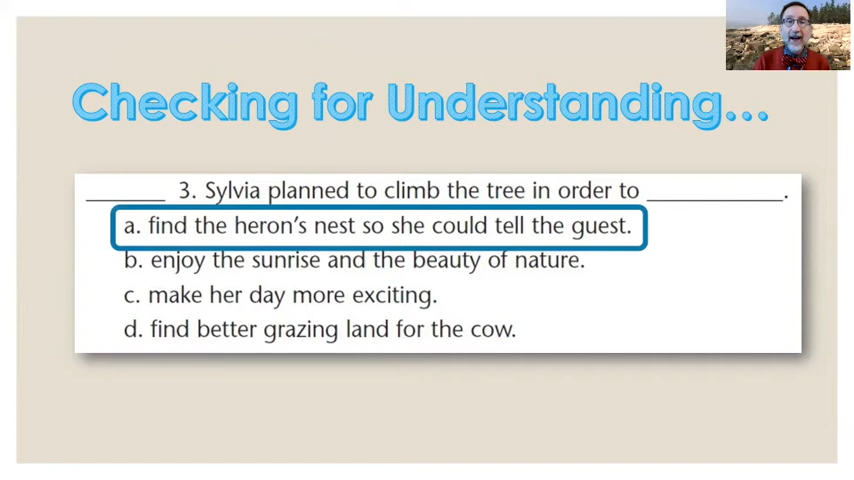 Checking for Understanding...
______ 3. Sylvia planned to climb the tree in order to __________.
a. find the heron's nest so she could tell the guest.
b. enjoy the sunrise and the beauty of nature.
c. make her day more exciting.
d. find better grazing land for the cow.